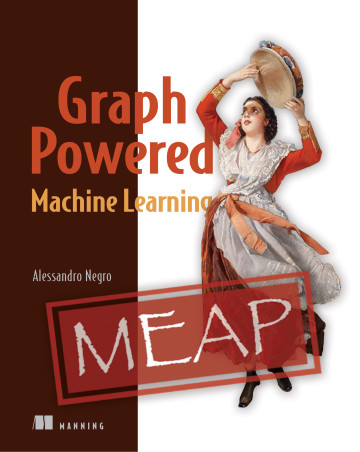 Graph
Powered
Machine Learning
Alessandro Negro
MEAP
MANNING